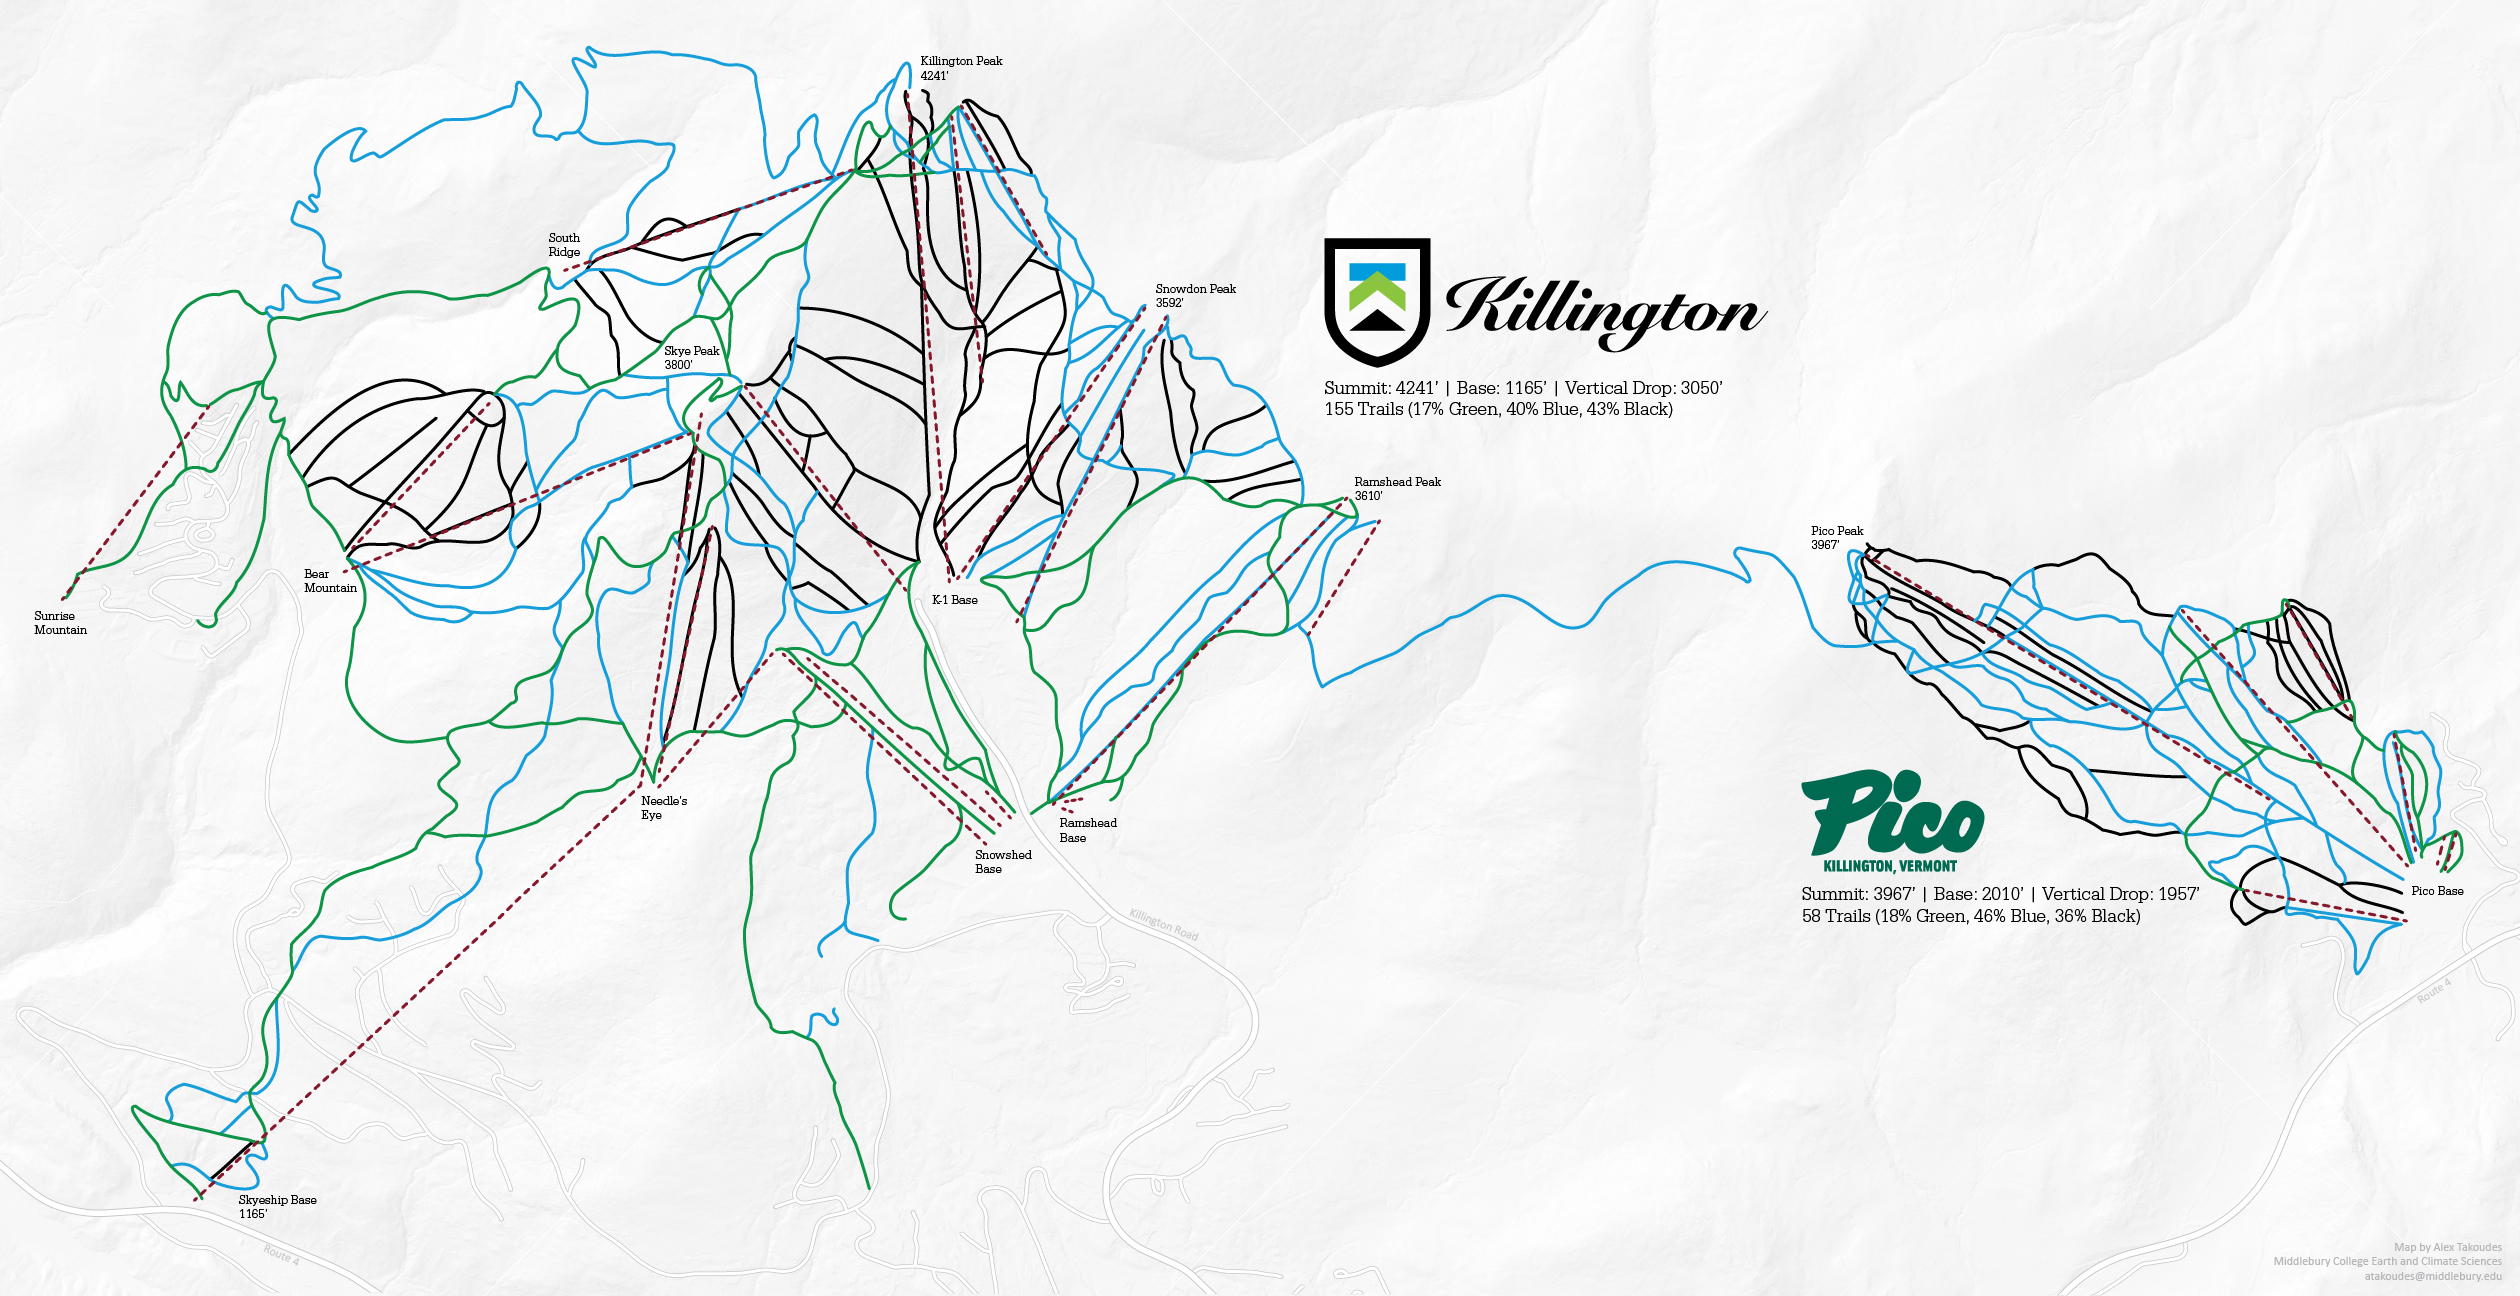 Killington Peak
4241'
South
Ridge
Snowdon Peak
3592'
Killington
Skye Peak
3800'
Summit: 4241' | Base: 1165' | Vertical Drop: 3050'
155 Trails (17% Green, 40% Blue, 43% Black)
Ramshead Peak
3610'
Pico Peak
3967'
Bear
Mountain
Sunrise
Mountain
K-1 Base
Needle's
Eye
Ramshead
Base
Snowshed
Base
Pico
KILLINGTON, VERMONT
Pico Base
Summit: 3967' | Base: 2010' | Vertical Drop: 1957'
58 Trails (18% Green, 46% Blue, 36% Black)
Killington Road
Route 4
Skyeship Base
1165'
Route 4
Map by Alex Takoudes
Middlebury College Earth and Climate Sciences
atakoudes@middlebury.edu